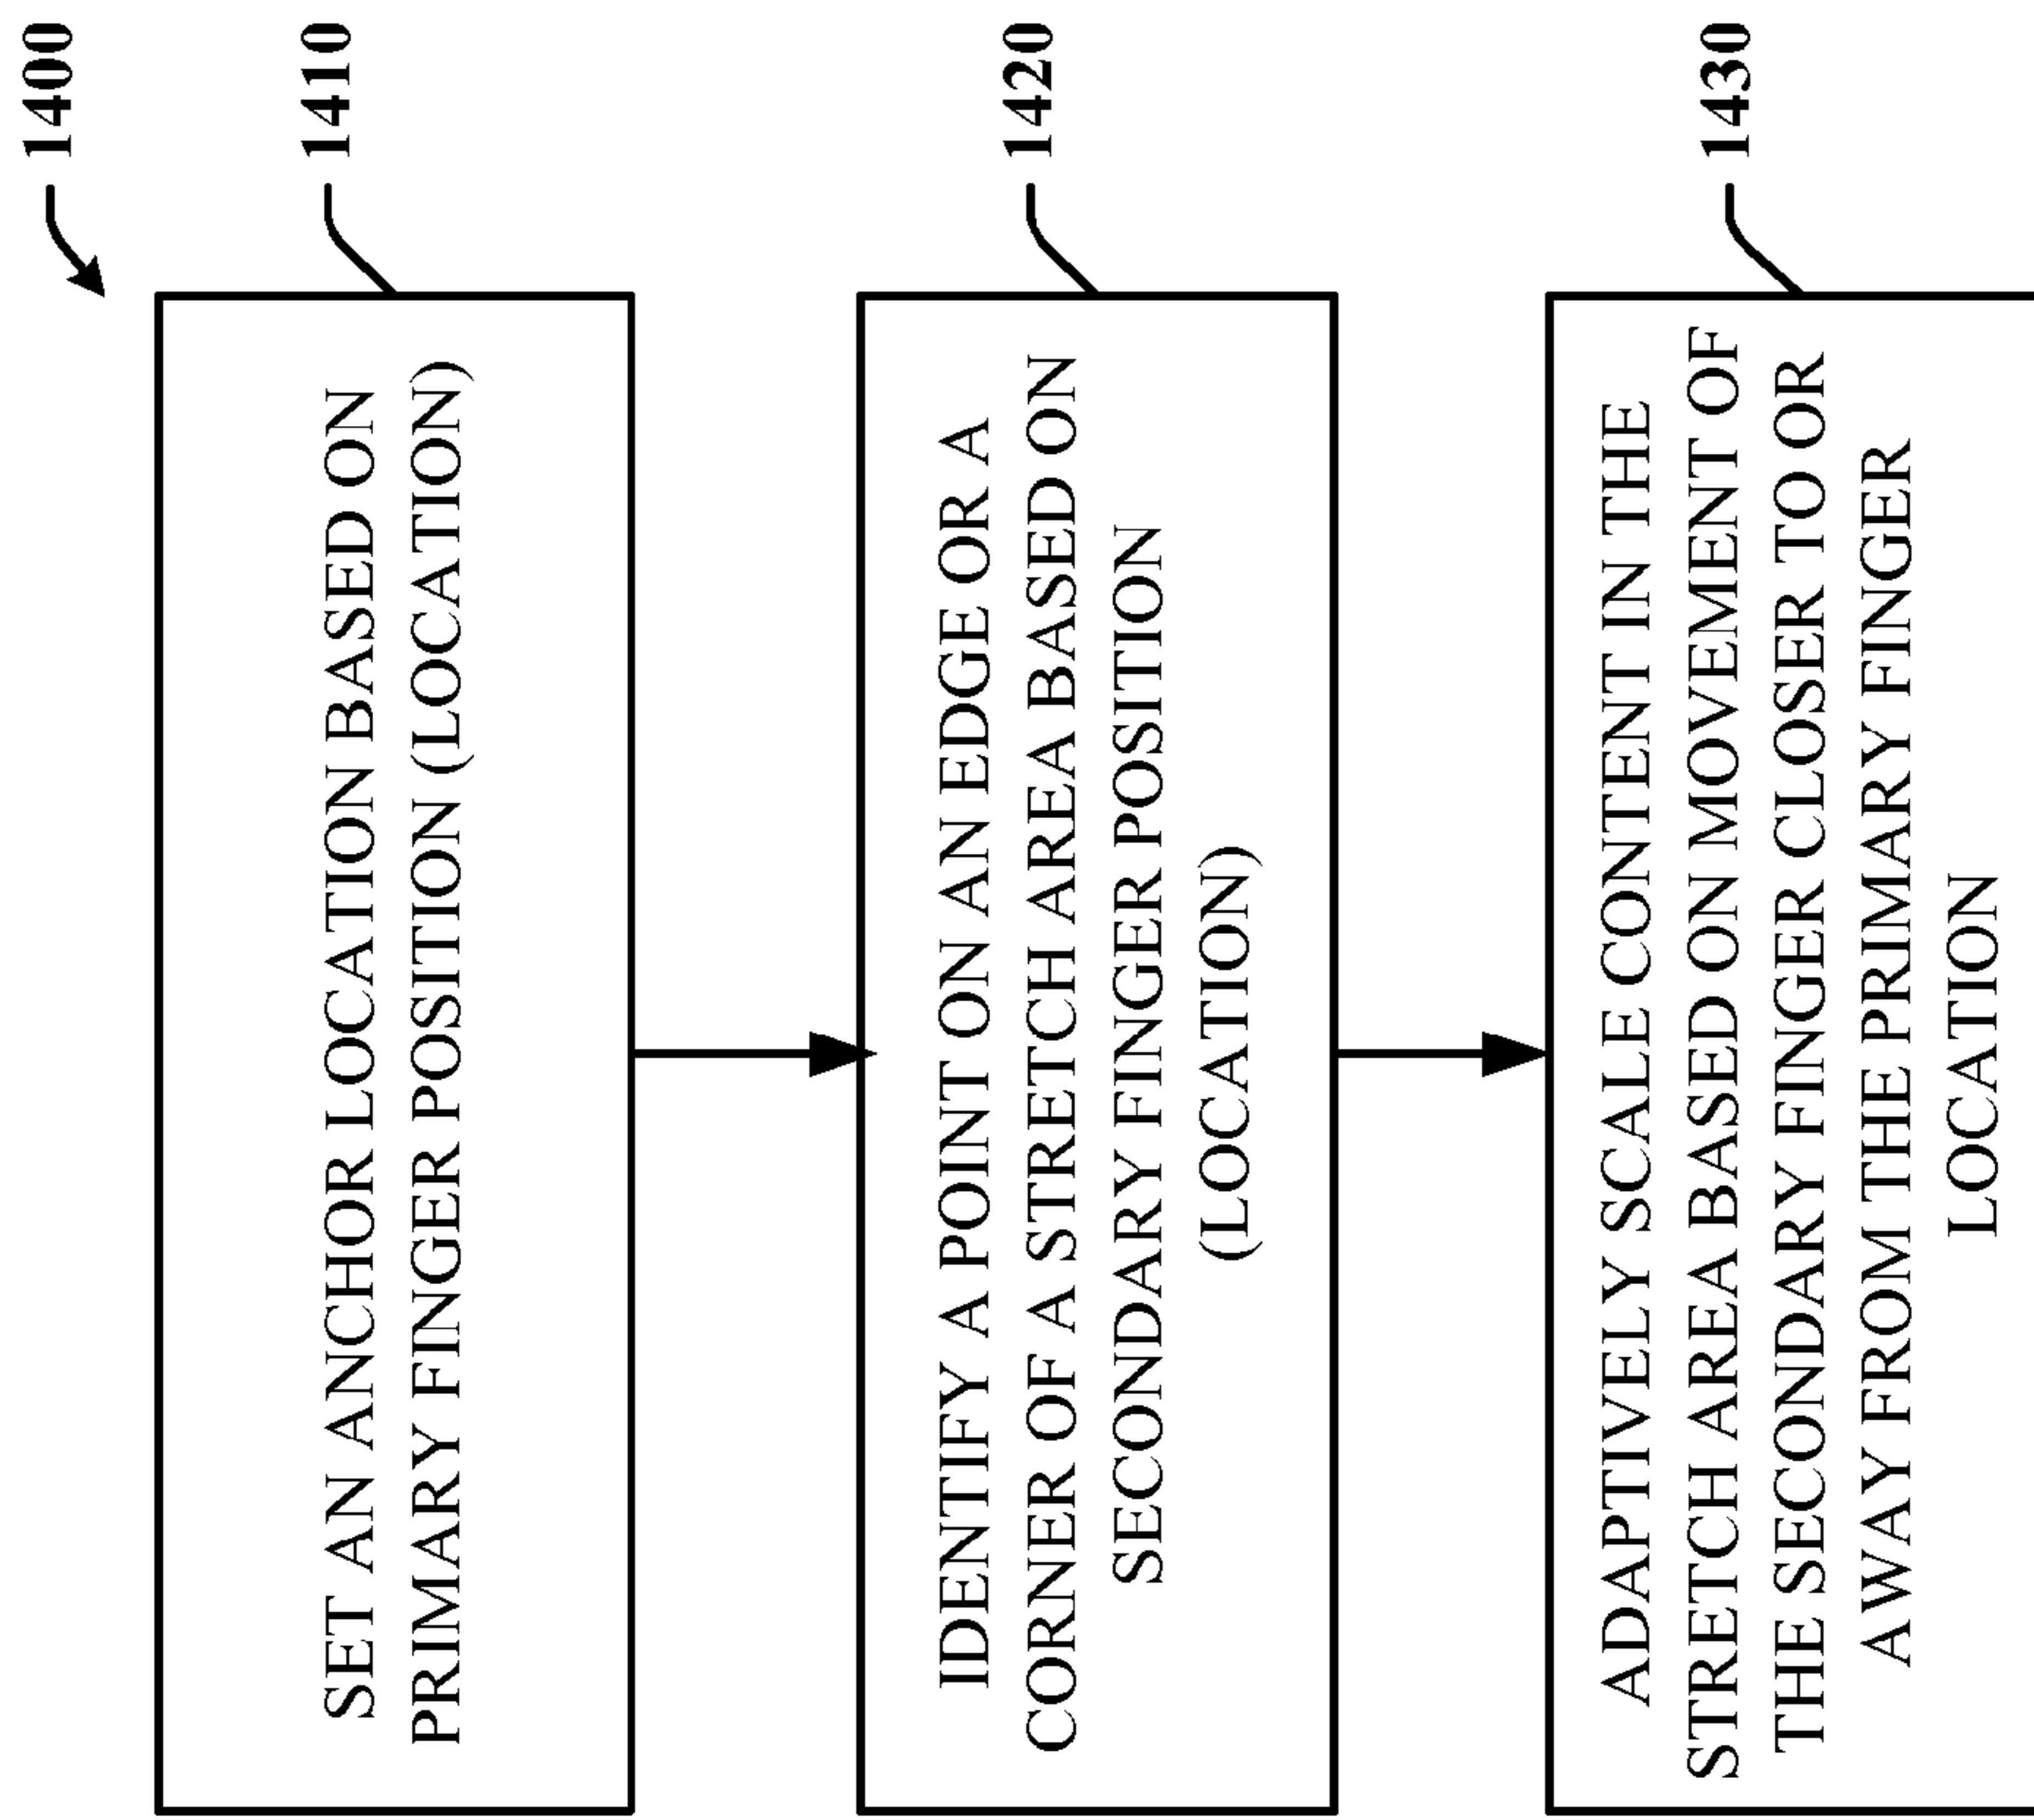 1400
1410
SET AN ANCHOR LOCATION BASED ON
PRIMARY FINGER POSITION (LOCATION)
1420
IDENTIFY A POINT ON AN EDGE OR A
CORNER OF A STRETCH AREA BASED ON
SECONDARY FINGER POSITION
(LOCATION)
1430
ADAPTIVELY SCALE CONTENT IN THE
STRETCH AREA BASED ON MOVEMENT OF
THE SECONDARY FINGER CLOSER TO OR
AWAY FROM THE PRIMARY FINGER
LOCATION